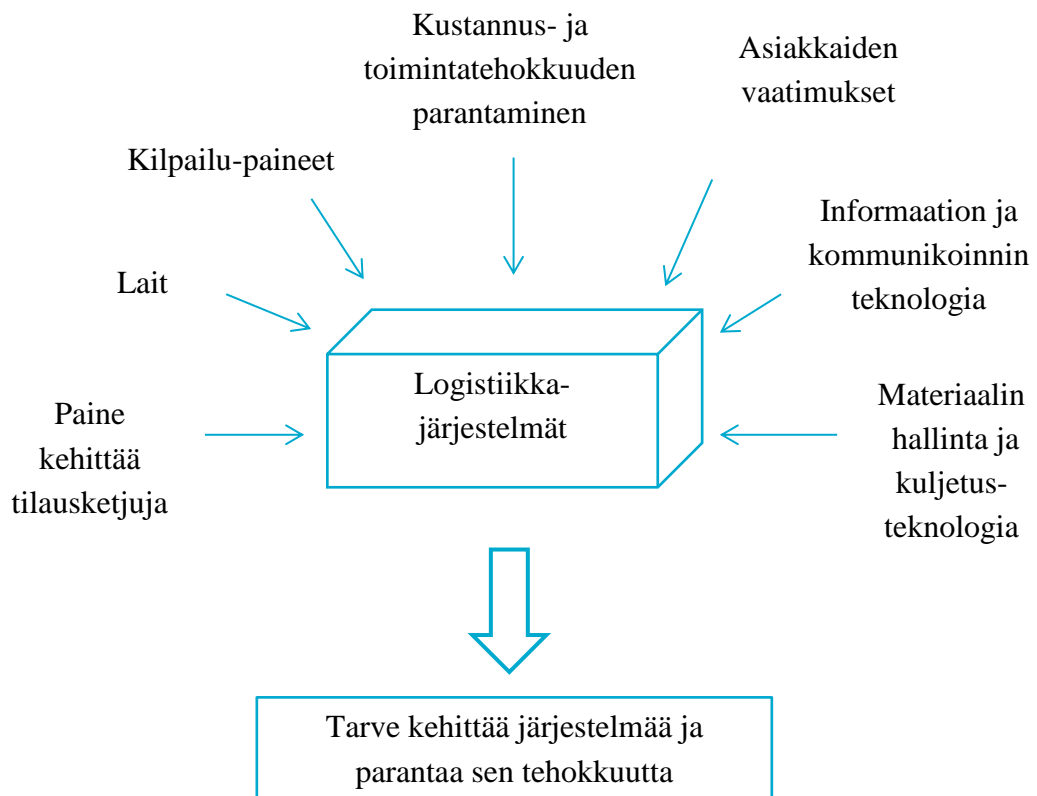 Kustannus- ja
toimintatehokkuuden
parantaminen
Asiakkaiden
vaatimukset
Kilpailu-paineet
Informaation ja
kommunikoinnin
teknologia
Lait
Logistiikka-
järjestelmät
Paine
kehittää
tilausketjuja
Materiaalin
hallinta ja
kuljetus-
teknologia
Tarve kehittää järjestelmää ja
parantaa sen tehokkuutta